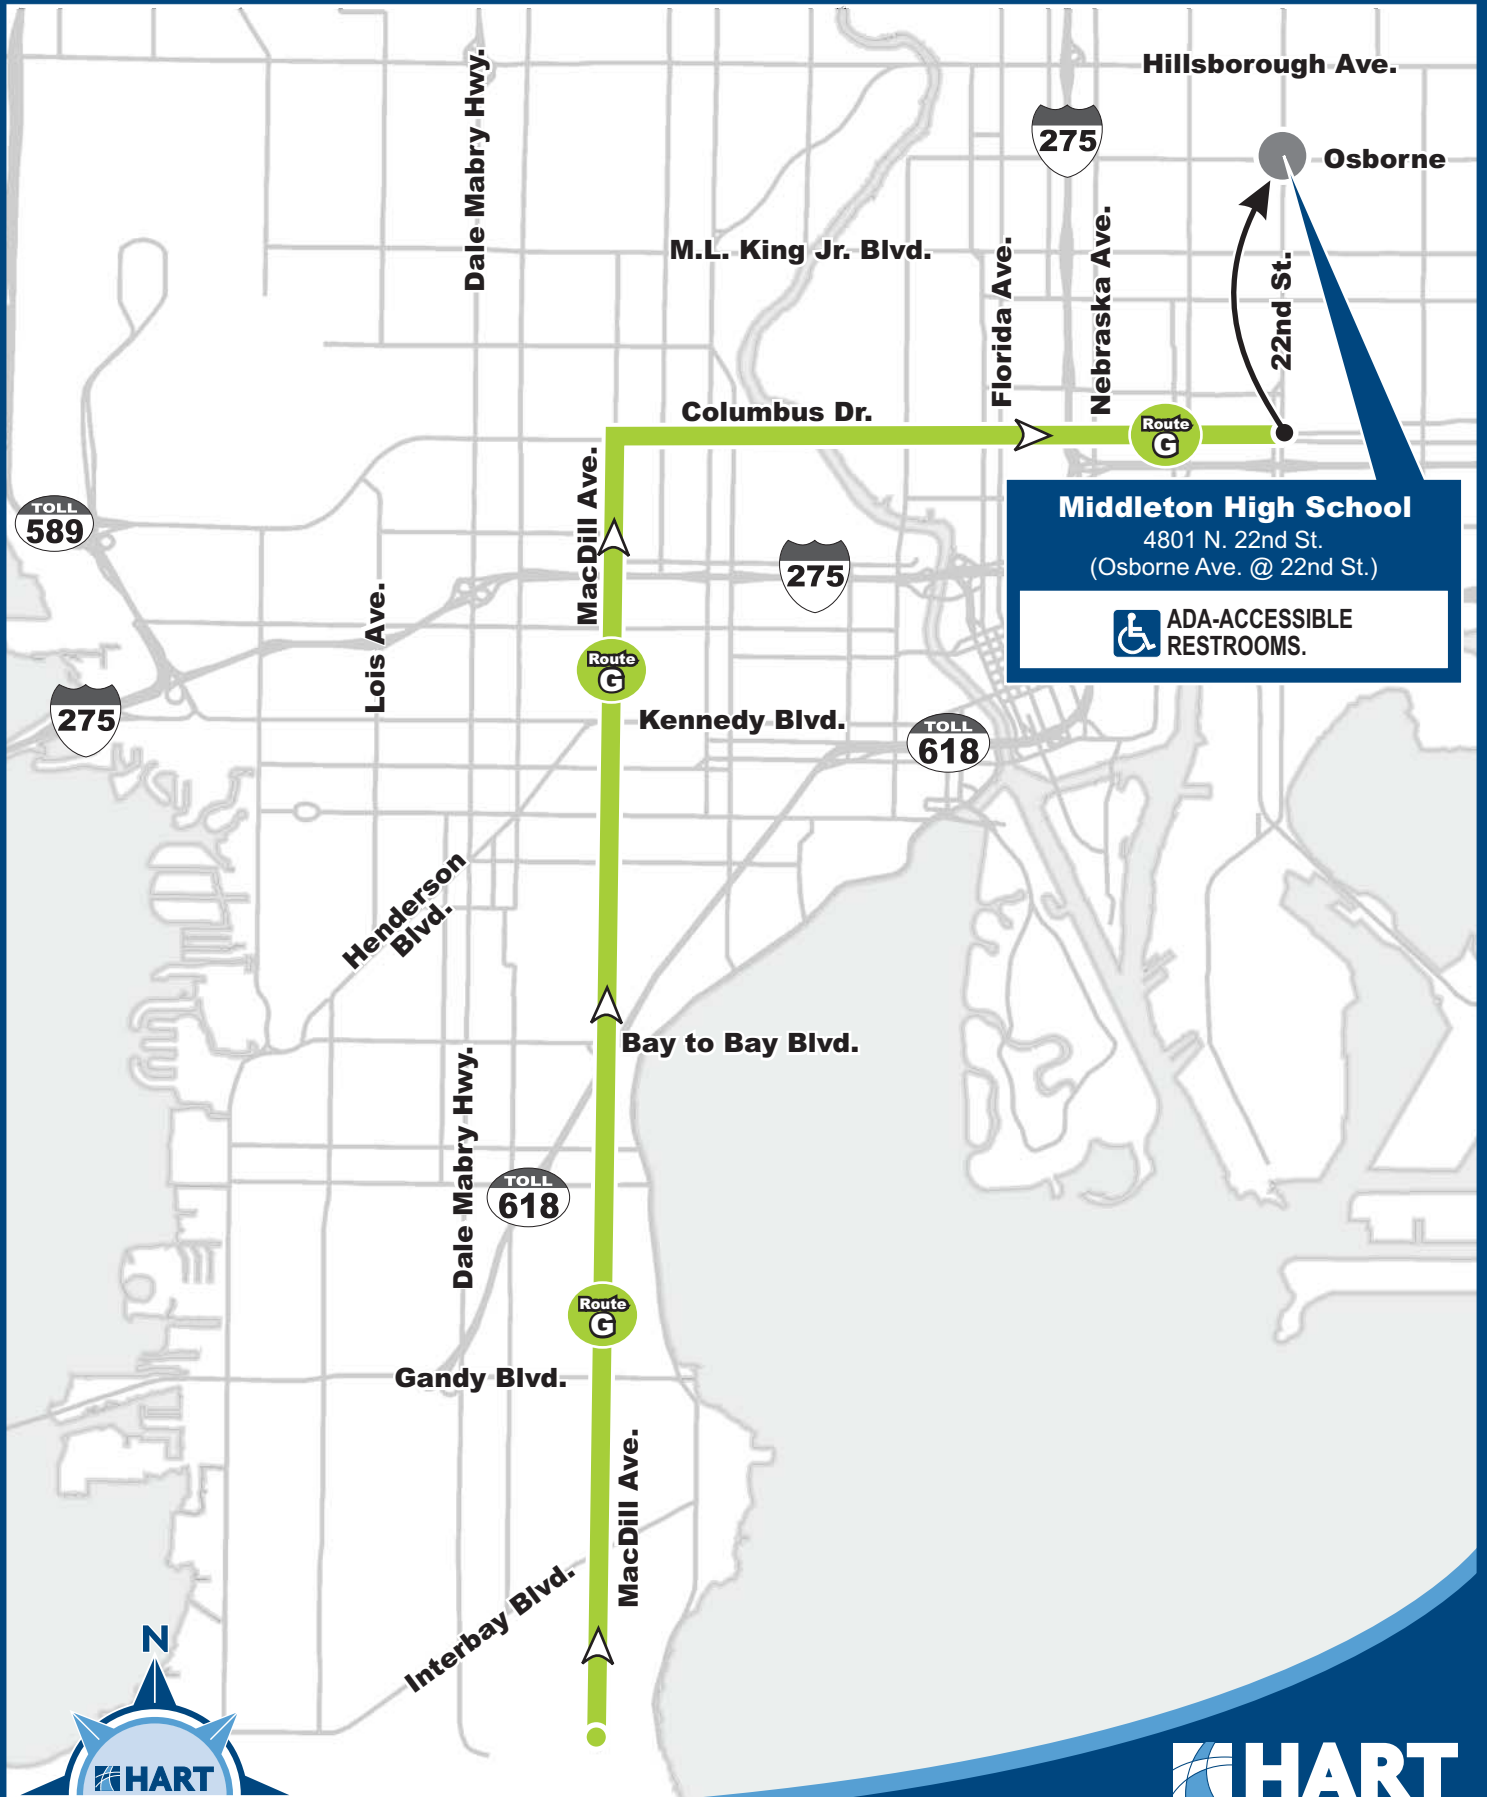 Hillsborough Ave.
Dale Mabry Hwy.
275
Osborne
M.L. King Jr. Blvd.
Florida Ave.
Nebraska Ave.
22nd St.
Columbus Dr.
Route
G
MacDill Ave.
TOLL
589
Middleton High School
4801 N. 22nd St.
(Osborne Ave. @ 22nd St.)
ADA-ACCESSIBLE
RESTROOMS.
275
Lois Ave.
Route
G
275
Kennedy Blvd.
TOLL
618
Henderson
Blvd.
Bay to Bay Blvd.
Dale Mabry Hwy.
TOLL
618
Route
G
Gandy Blvd.
MacDill Ave.
Interbay Blvd.
N
HART
HART